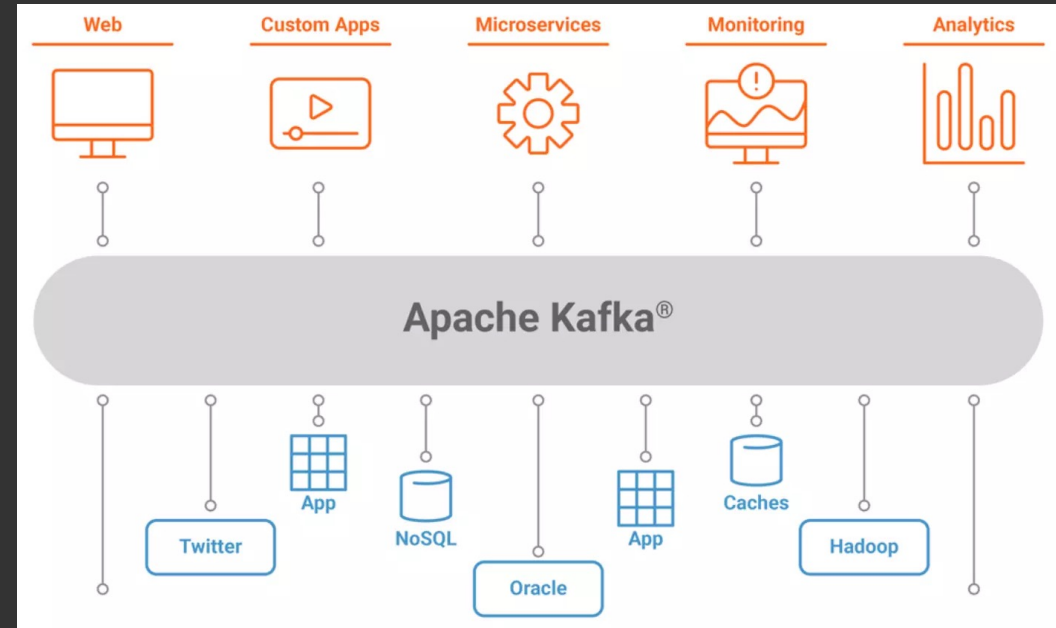 Web
Custom Apps
Microservices
Monitoring
Analytics
Apache Kafka®
App
Caches
NoSQL
App
Twitter
Hadoop
Oracle